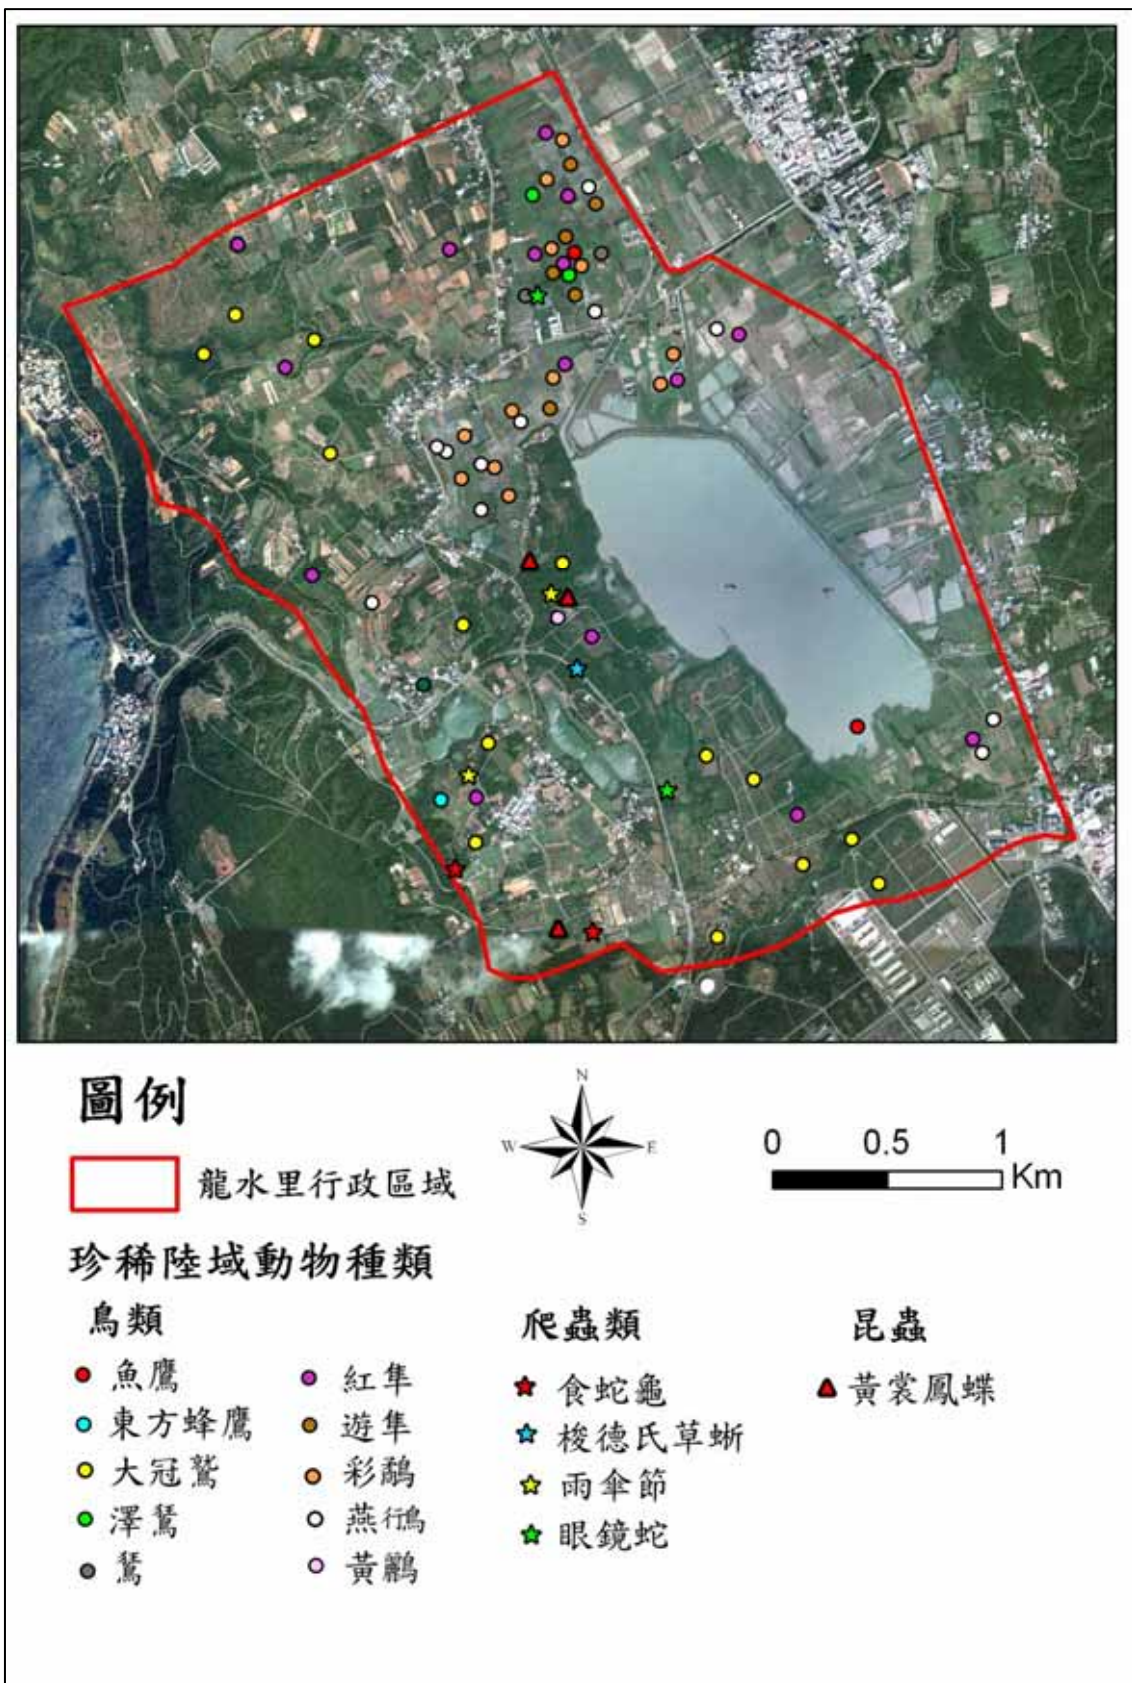 圖例
N
W
E
S
0 0.5 1
Km
龍水里行政區域
珍稀陸域動物種類
鳥類
魚鷹
東方蜂鷹
大冠鷲
澤鵟
鵟
紅隼
遊隼
彩鷸
燕行鳥
黃鸝
爬蟲類
食蛇龜
梭德氏草蜥
雨傘節
眼鏡蛇
昆蟲
黃裳鳳蝶